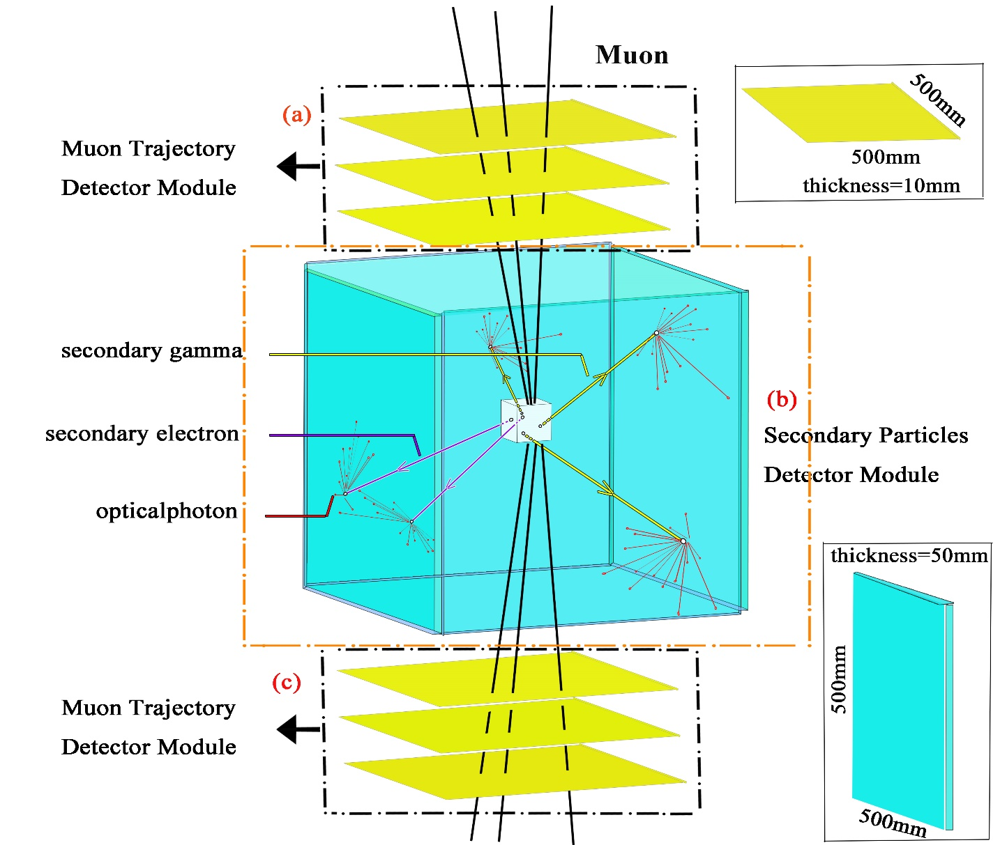 Muon
(a)
Muon Trajectory
Detector Module
500mm
500mm
thickness=10mm
secondary gamma
secondary electron
opticalphoton
(b)
Secondary Particles
Detector Module
thickness=50mm
500mm
500mm
(c)
Muon Trajectory
Detector Module